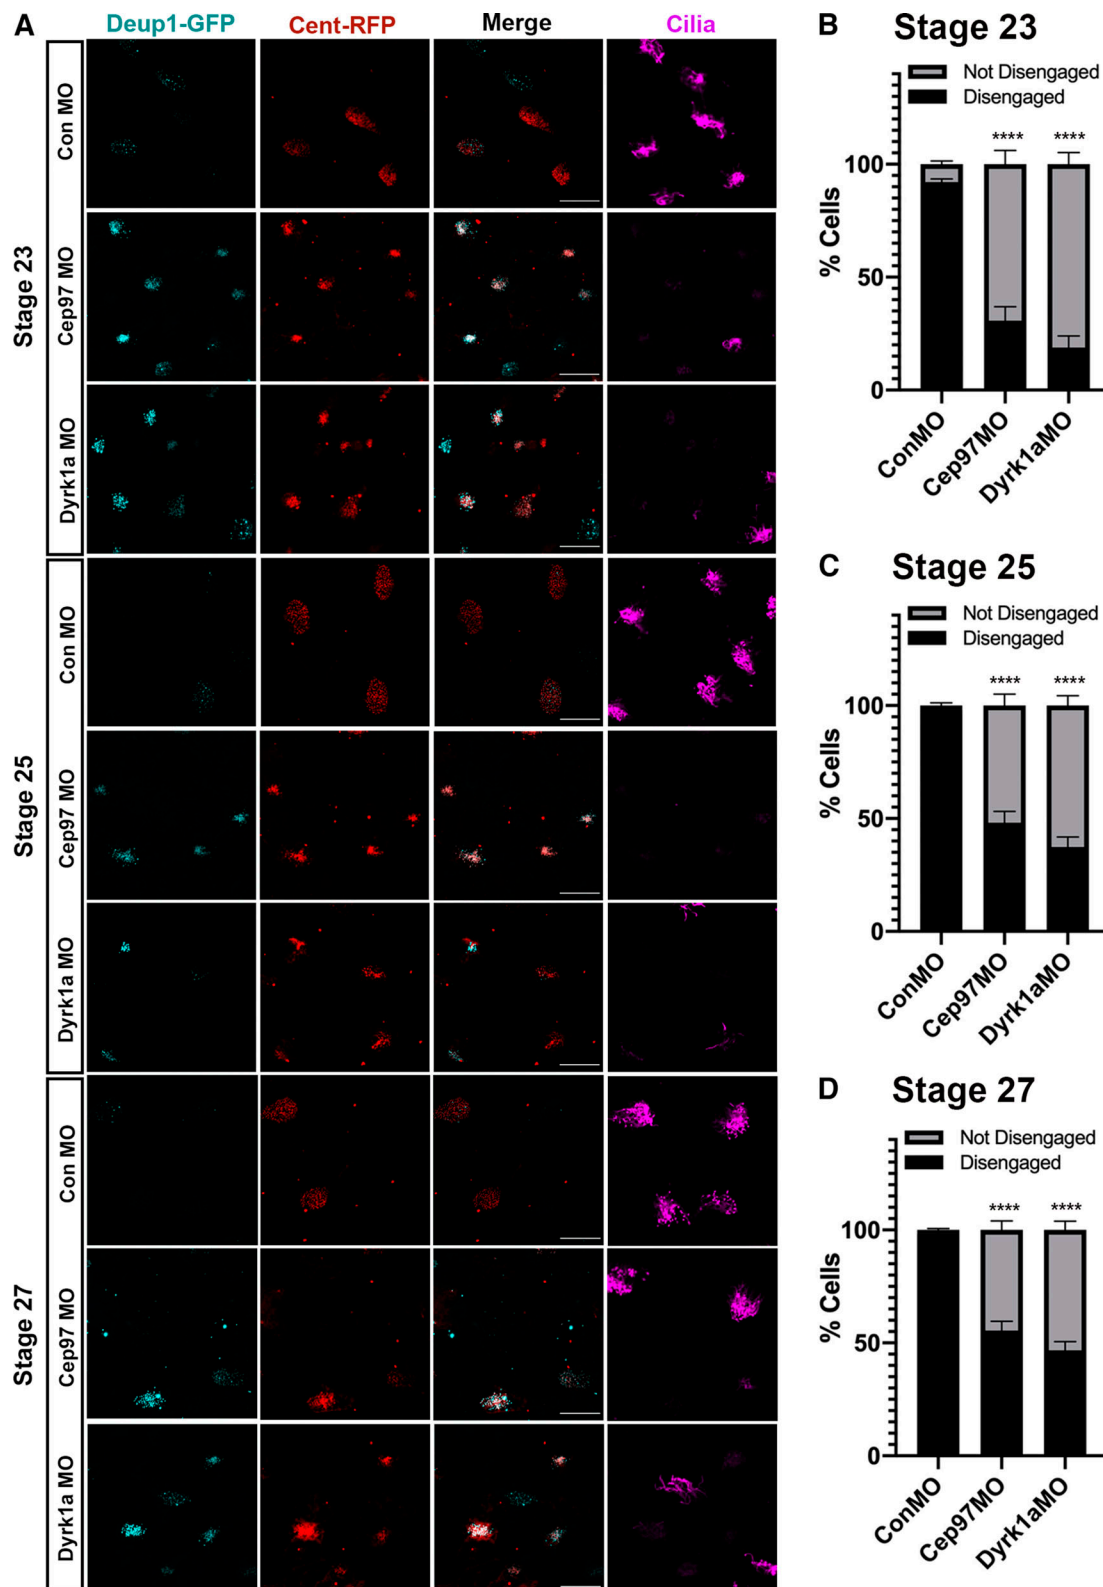 A
Deup1-GFP
Cent-RFP
Merge
Cilia
Stage 23
Con MO
Cep97 MO
Dyrk1a MO
Stage 25
Con MO
Cep97 MO
Dyrk1a MO
Stage 27
Con MO
Cep97 MO
Dyrk1a MO
B Stage 23
Not Disengaged
Disengaged
**** ****
% Cells
100
50
0
ConMO
Cep97MO
Dyrk1aMO
C Stage 25
Not Disengaged
Disengaged
**** ****
% Cells
100
50
0
ConMO
Cep97MO
Dyrk1aMO
D Stage 27
Not Disengaged
Disengaged
**** ****
% Cells
100
50
0
ConMO
Cep97MO
Dyrk1aMO